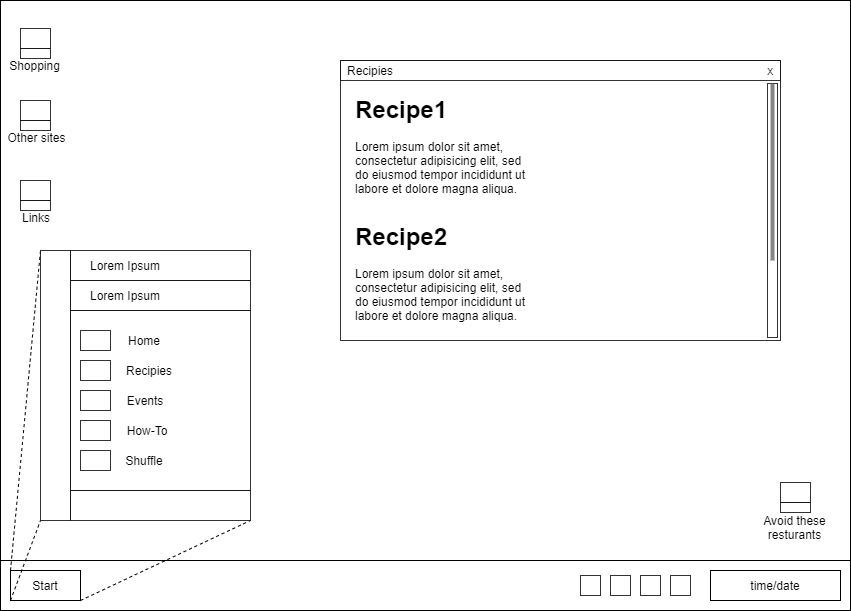 Shopping
Other sites
Links
Recipies
x
Recipe1
Lorem ipsum dolor sit amet,
consectetur adipisicing elit, sed
do eiusmod tempor incididunt ut
labore et dolore magna aliqua.
Recipe2
Lorem ipsum dolor sit amet,
consectetur adipisicing elit, sed
do eiusmod tempor incididunt ut
labore et dolore magna aliqua.
Lorem Ipsum
Lorem Ipsum
Home
Recipies
Events
How-To
Shuffle
Avoid these
resturants
Start
time/date